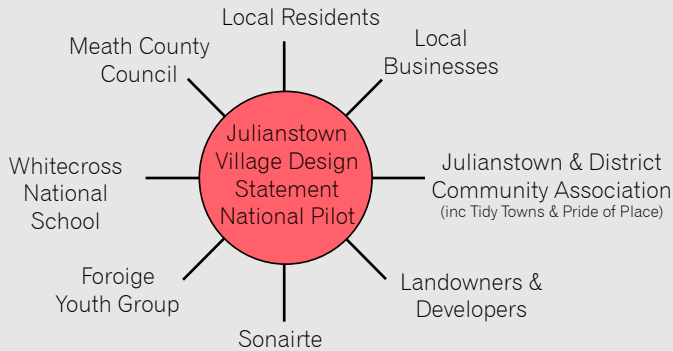 Local Residents
Local
Businesses
Julianstown & District
Community Association
(inc Tidy Towns & Pride of Place)
Landowners &
Developers
Sonairte
Foroige
Youth Group
Whitecross
National
School
Meath County
Council
Julianstown
Village Design
Statement
National Pilot